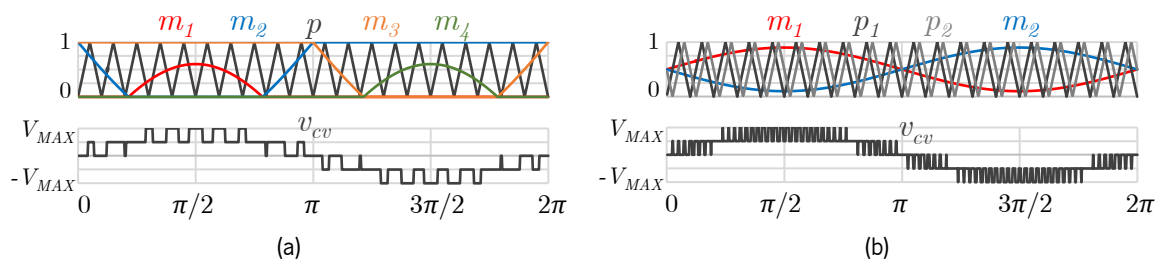 m1 m2 p m3 m4
1
0
VMAX
vcv
-VMAX
0 π/2 π 3π/2 2π
(a)
m1 p1 p2 m2
1
0
VMAX
vcv
-VMAX
0 π/2 π 3π/2 2π
(b)